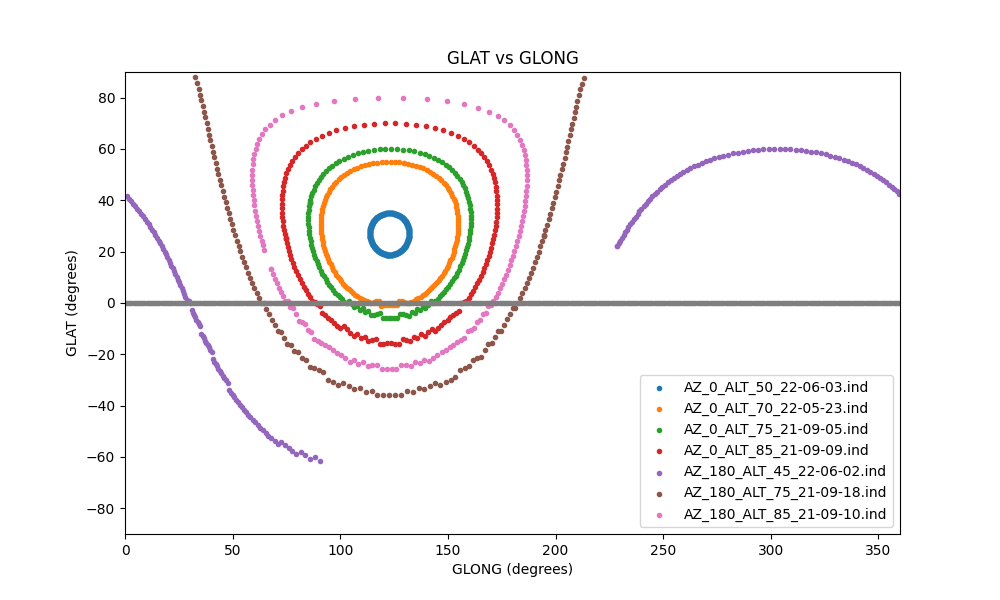 GLAT vs GLONG
GLAT (degrees)
80
60
40
20
0
−20
−40
−60
−80
0 50 100 150 200 250 300 350
GLONG (degrees)
AZ_0_ALT_50_22-06-03.ind
AZ_0_ALT_70_22-05-23.ind
AZ_0_ALT_75_21-09-05.ind
AZ_0_ALT_85_21-09-09.ind
AZ_180_ALT_45_22-06-02.ind
AZ_180_ALT_75_21-09-18.ind
AZ_180_ALT_85_21-09-10.ind